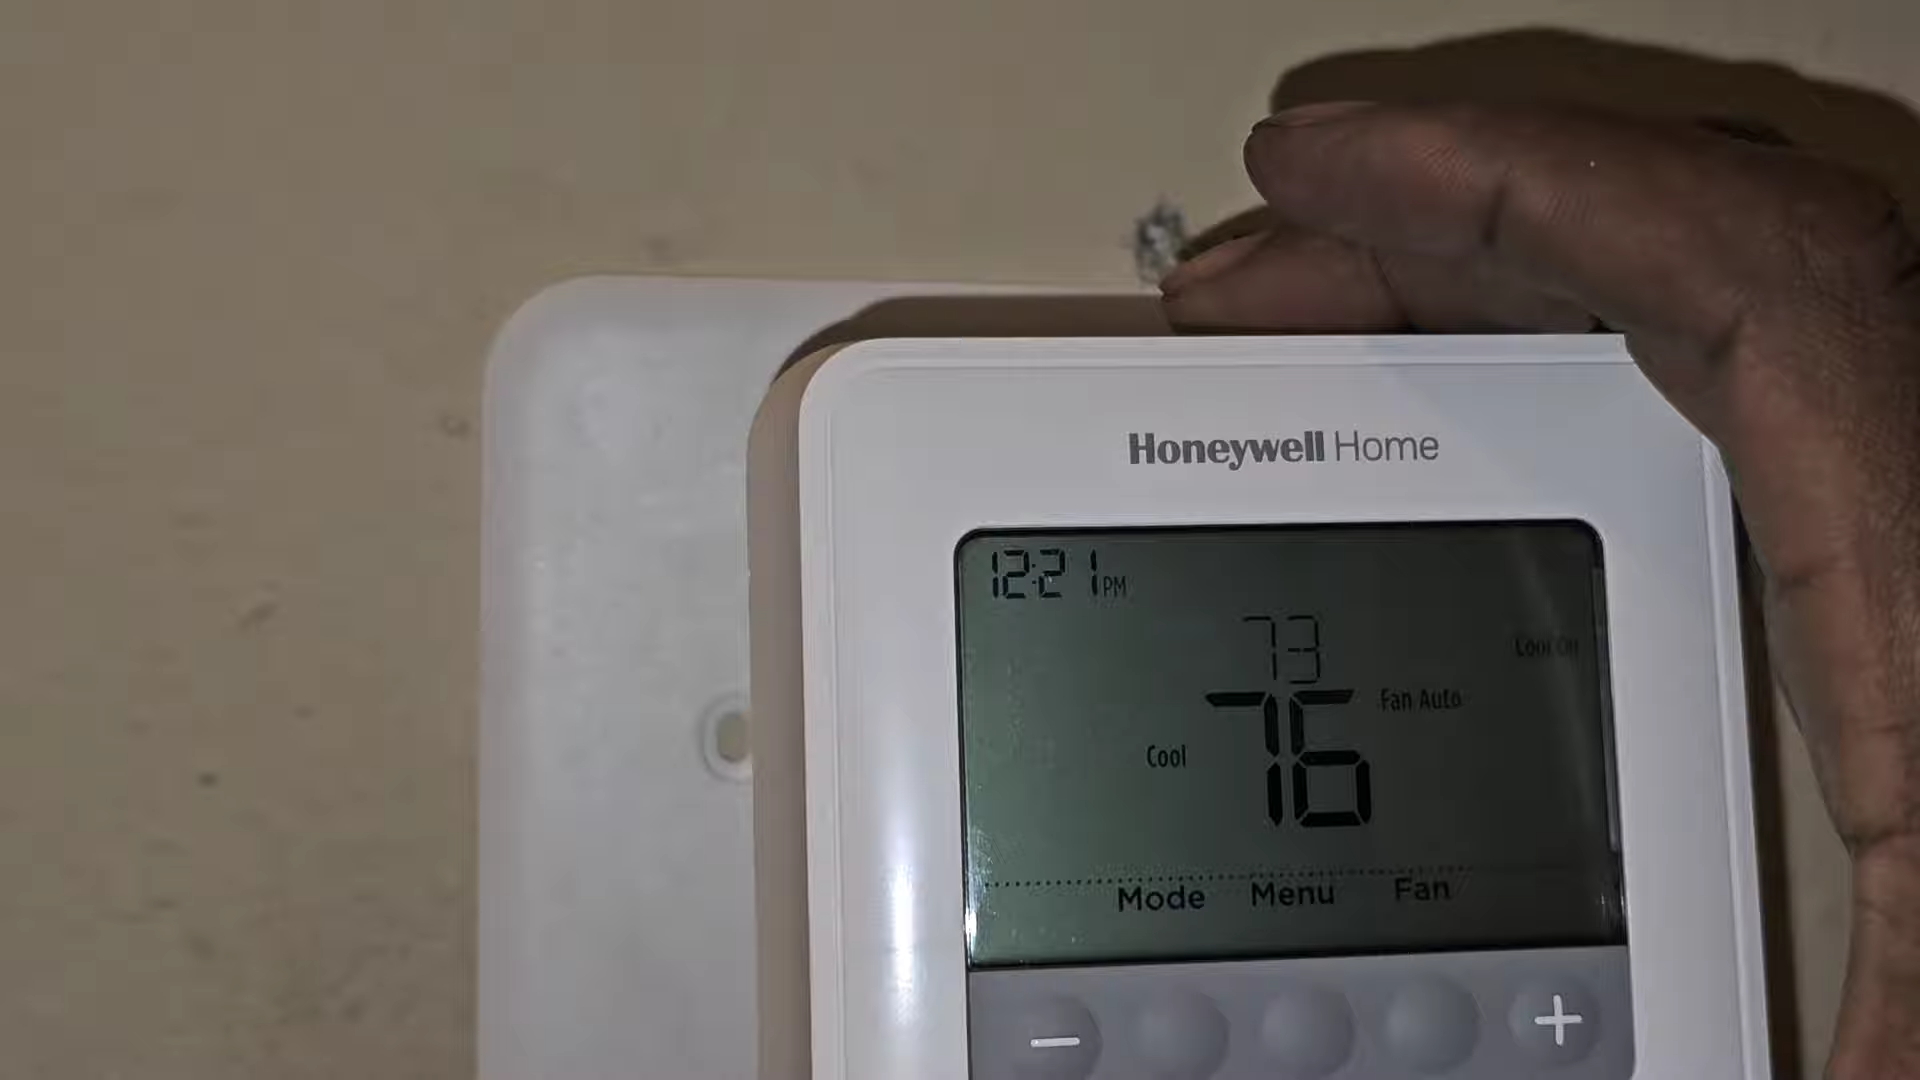 Honeywell Home
12:21 PM
73
Cool On
Fan Auto
Cool 76
Mode Menu Fan
- +